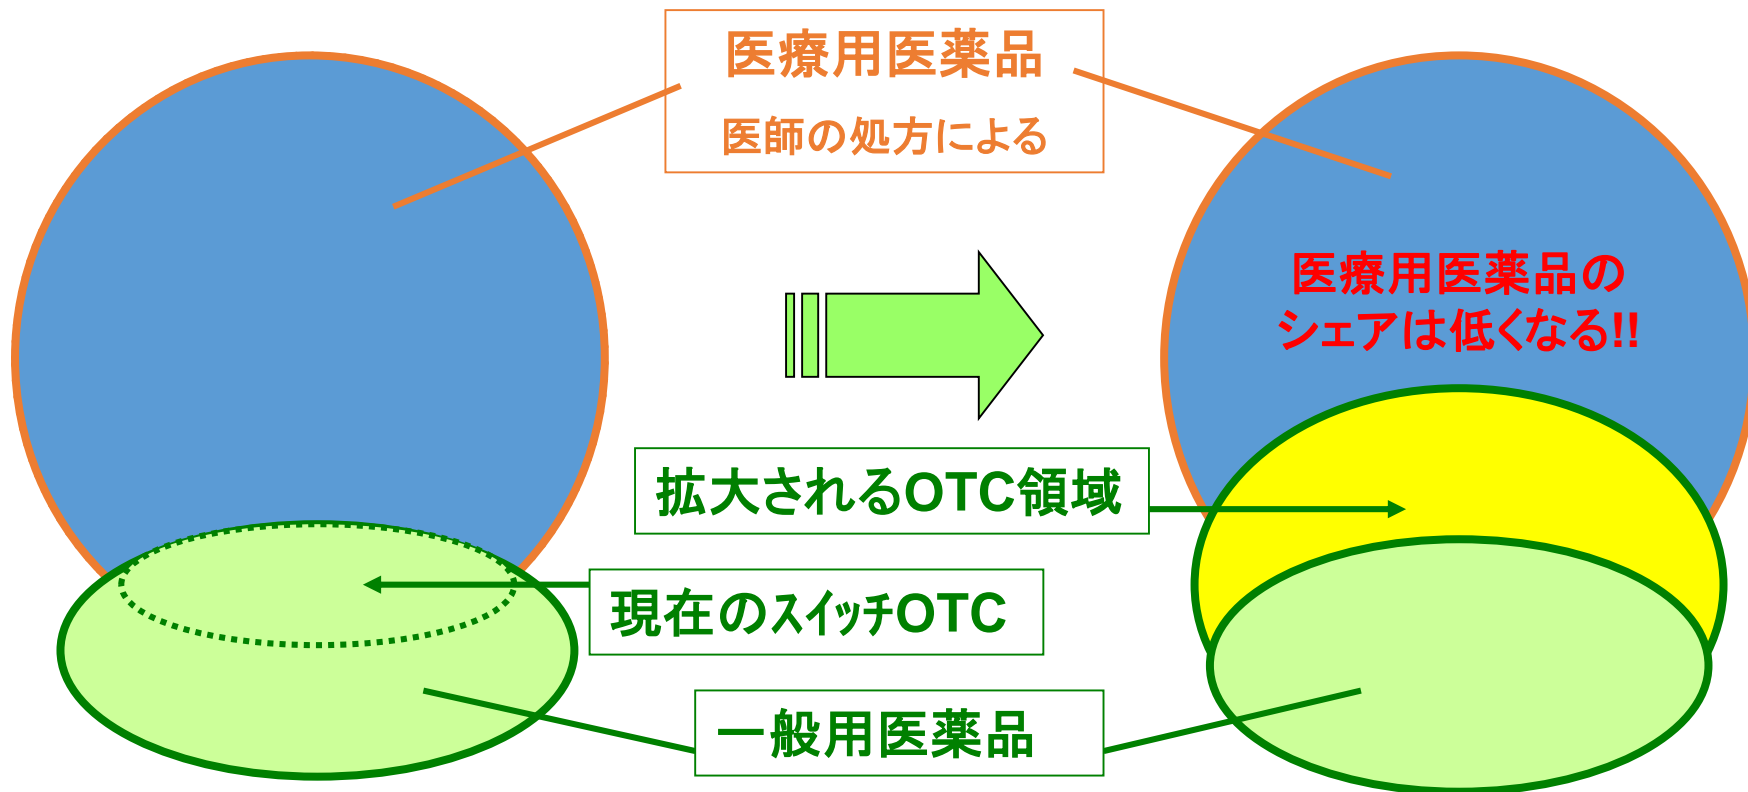 医療用医薬品
医師の処方による
医療用医薬品の
シェアは低くなる!!
拡大されるOTC領域
現在のｽｲｯﾁOTC
一般用医薬品